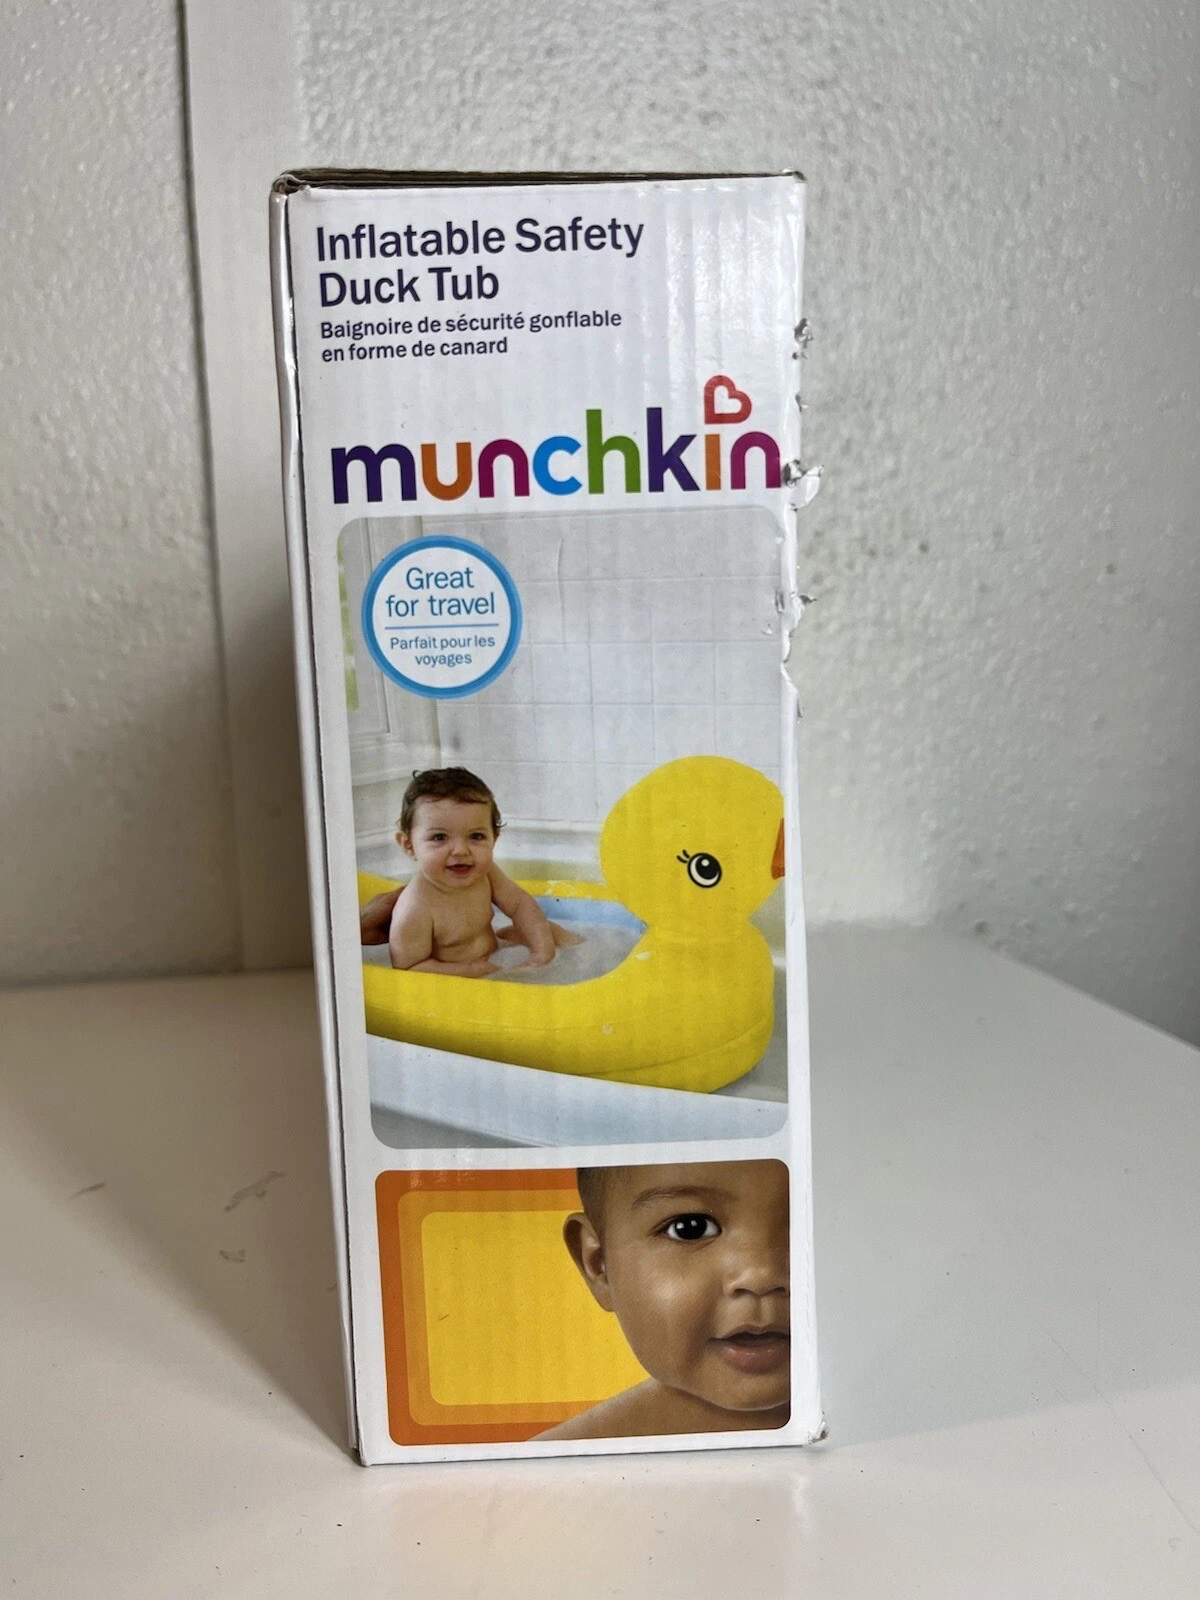 Inflatable Safety
Duck Tub
Baignoire de sécurité gonflable
en forme de canard
munchkin
Great
for travel
Parfait pour les
voyages